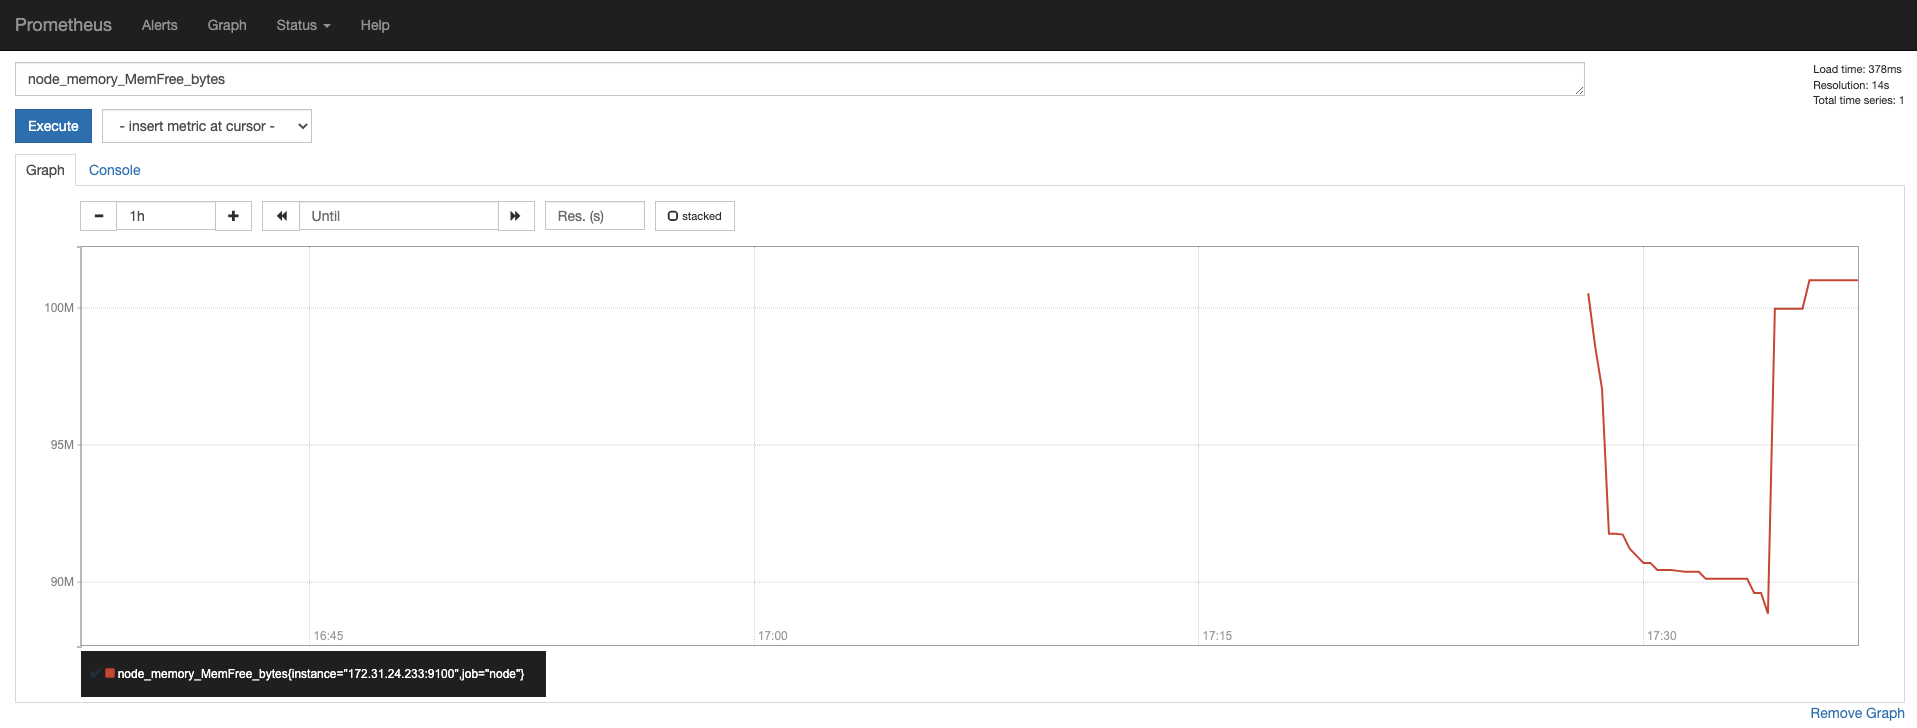 Prometheus Alerts Graph Status Help
node_memory_MemFree_bytes
Load time: 378ms
Resolution: 14s
Total time series: 1
Execute - insert metric at cursor -
Graph Console
1h Until Res. (s) stacked
100M
95M
90M
16:45 17:00 17:15 17:30
node_memory_MemFree_bytes{instance="172.31.24.233:9100",job="node"}
Remove Graph